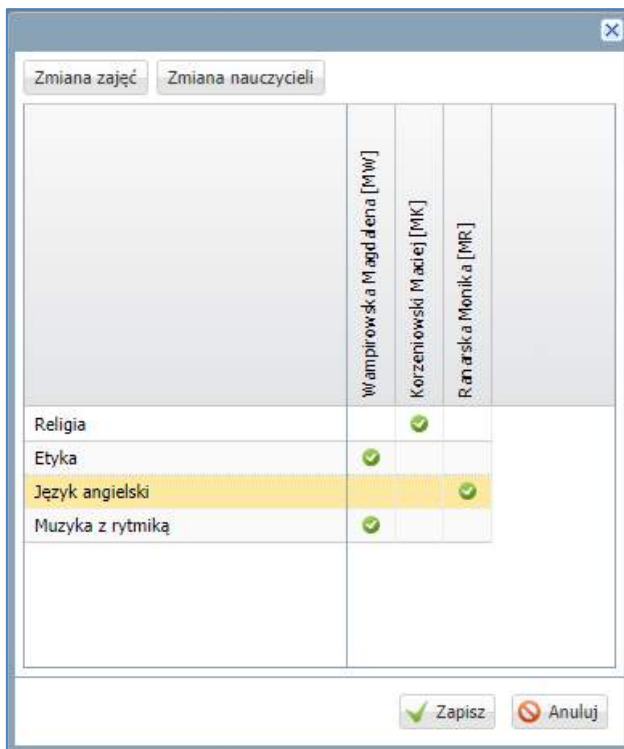 Zmiana zajęć
Zmiana nauczycieli
Wampirowska Magdalena [MW]
Korzeniowski Maciej [MK]
Ranarska Monika [MR]
Religia
Etyka
Język angielski
Muzyka z rytmiką
Zapisz
Anuluj